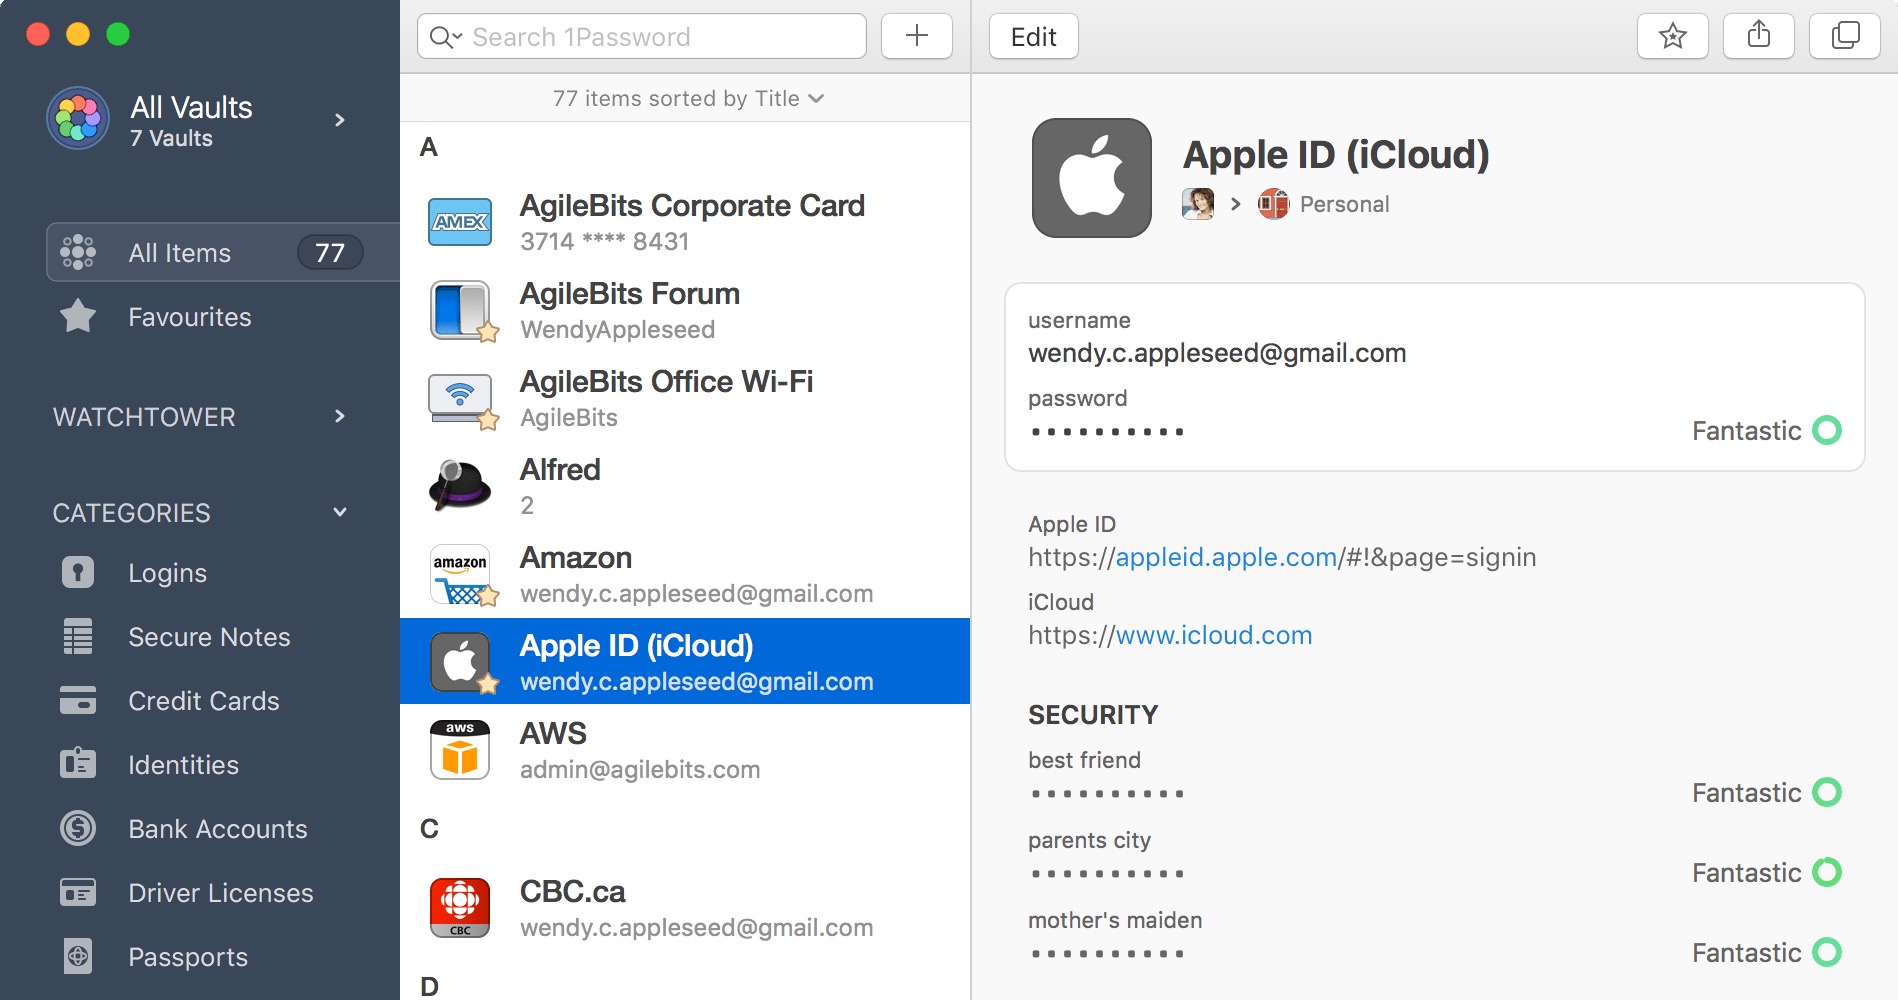 All Vaults
7 Vaults
All Items 77
Favourites
WATCHTOWER
CATEGORIES
Logins
Secure Notes
Credit Cards
Identities
Bank Accounts
Driver Licenses
Passports
Search 1Password
77 items sorted by Title
A
AMEX
AgileBits Corporate Card
3714 **** 8431
AgileBits Forum
WendyAppleseed
AgileBits Office Wi-Fi
AgileBits
Alfred
2
amazon
Amazon
wendy.c.appleseed@gmail.com
Apple ID (iCloud)
wendy.c.appleseed@gmail.com
aws
AWS
admin@agilebits.com
C
CBC
CBC.ca
wendy.c.appleseed@gmail.com
D
Edit
Apple ID (iCloud)
Personal
username
wendy.c.appleseed@gmail.com
password
•••••••••• Fantastic
Apple ID
https://appleid.apple.com/#!&page=signin
iCloud
https://www.icloud.com
SECURITY
best friend
•••••••••• Fantastic
parents city
•••••••••• Fantastic
mother's maiden
•••••••••• Fantastic